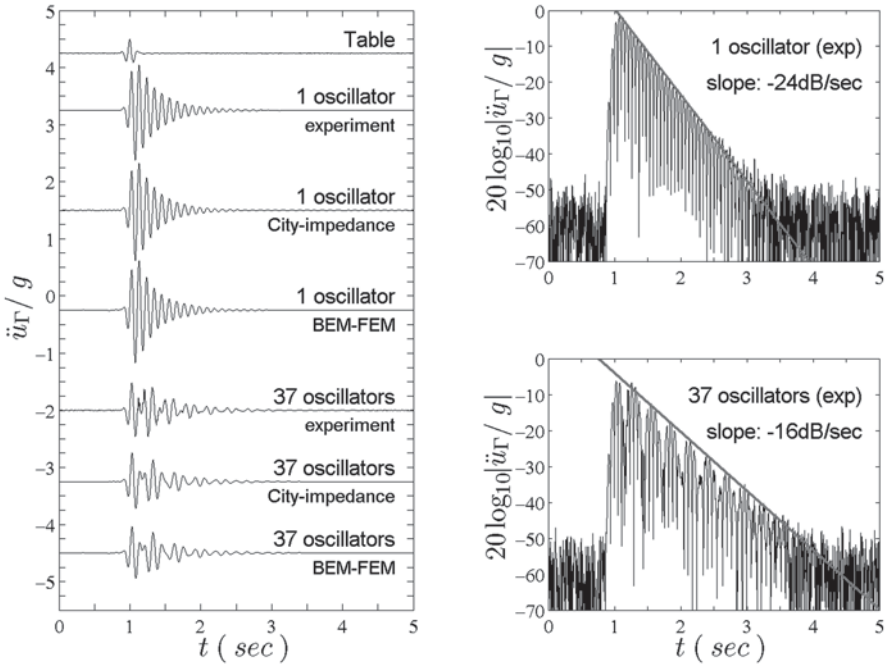 5
4
3
2
1
0
−1
−2
−3
−4
−5
ü_Γ / g
Table
1 oscillator
experiment
1 oscillator
City-impedance
1 oscillator
BEM-FEM
37 oscillators
experiment
37 oscillators
City-impedance
37 oscillators
BEM-FEM
0 1 2 3 4 5
t ( sec )
0
−10
−20
−30
−40
−50
−60
−70
20 log₁₀|ü_Γ / g|
1 oscillator (exp)
slope: -24dB/sec
0 1 2 3 4 5
t ( sec )
0
−10
−20
−30
−40
−50
−60
−70
20 log₁₀|ü_Γ / g|
37 oscillators (exp)
slope: -16dB/sec
0 1 2 3 4 5
t ( sec )